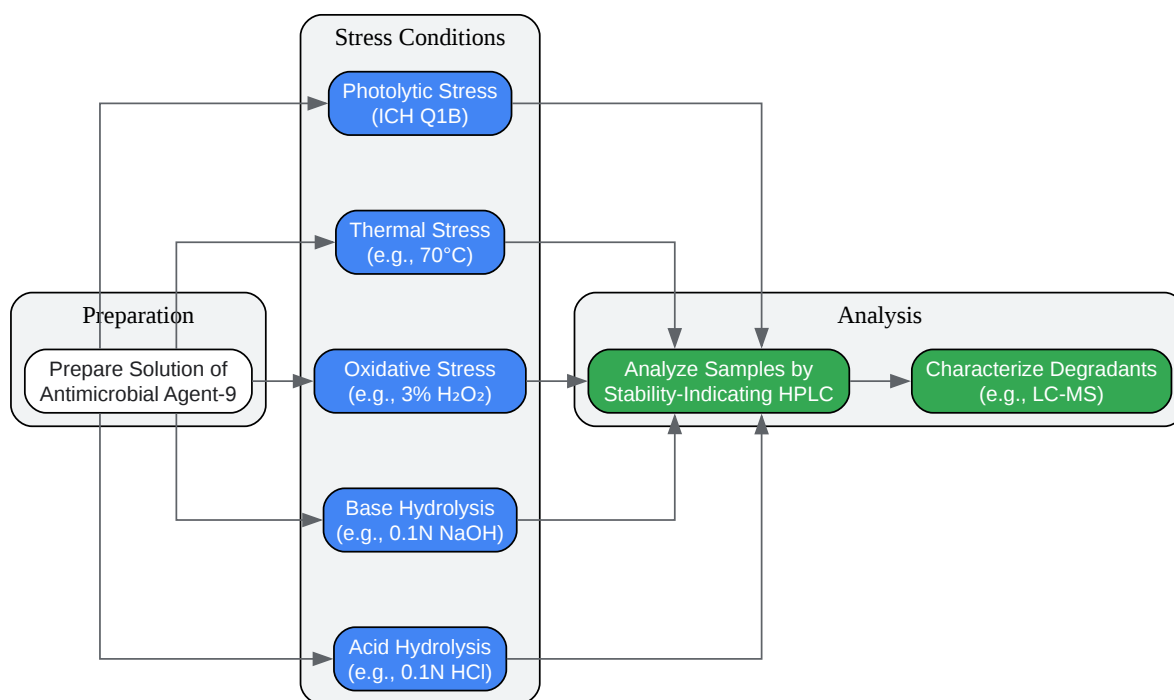 Stress Conditions
Photolytic Stress
(ICH Q1B)
Thermal Stress
(e.g., 70°C)
Preparation
Prepare Solution of
Antimicrobial Agent-9
Oxidative Stress
(e.g., 3% H₂O₂)
Analysis
Analyze Samples by
Stability-Indicating HPLC
Characterize Degradants
(e.g., LC-MS)
Base Hydrolysis
(e.g., 0.1N NaOH)
Acid Hydrolysis
(e.g., 0.1N HCl)